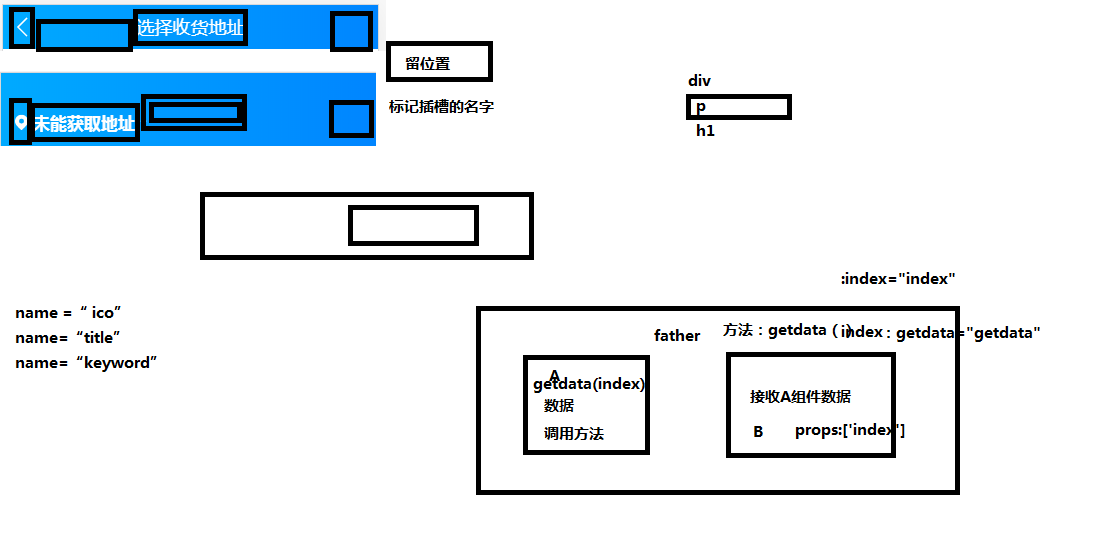 选择收货地址
留位置
未能获取地址
标记插槽的名字
div
p
h1
:index="index"
name =“ ico”
name=“title”
name=“keyword”
father
方法：getdata（）
index：getdata="getdata"
A
getdata(index)
数据
调用方法
接收A组件数据
B
props:['index']